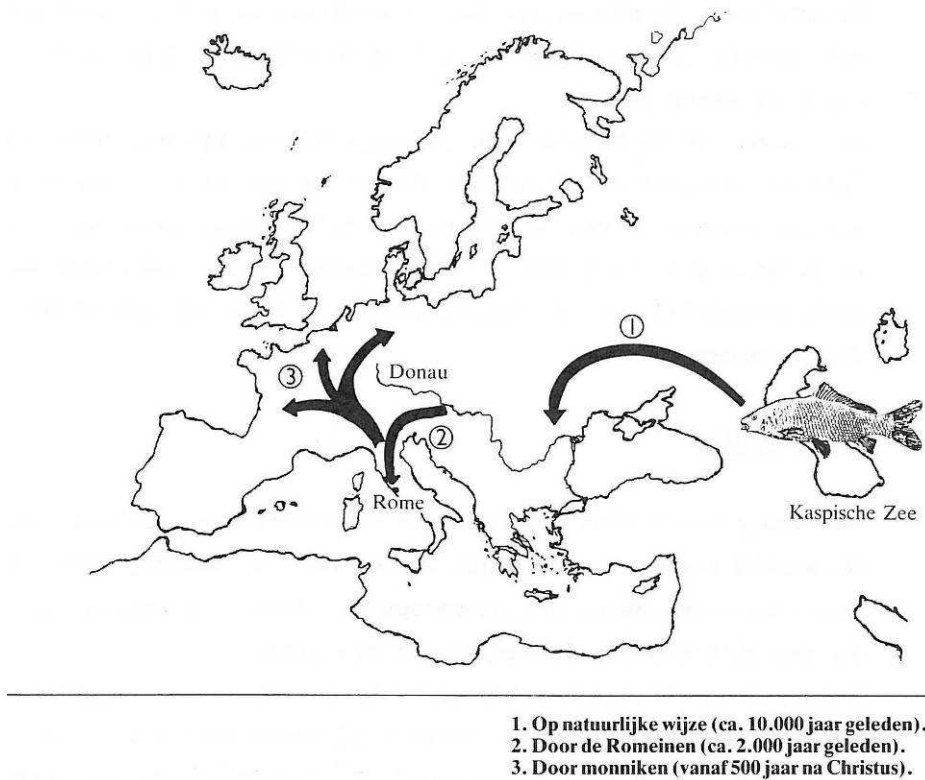 ①
③
Donau
②
Rome
Kaspische Zee
1. Op natuurlijke wijze (ca. 10.000 jaar geleden).
2. Door de Romeinen (ca. 2.000 jaar geleden).
3. Door monniken (vanaf 500 jaar na Christus).